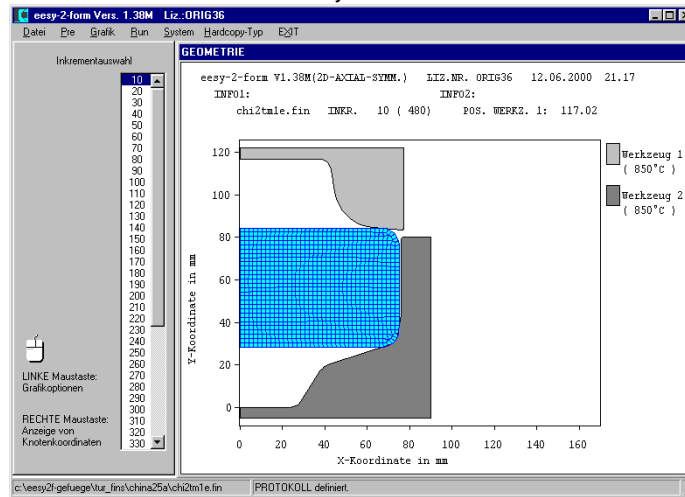 eesy-2-form Vers. 1.38M Liz.:ORIG36
Datei Pre Grafik Run System Hardcopy-Typ EXIT
Inkrementauswahl
10
20
30
40
50
60
70
80
90
100
110
120
130
140
150
160
170
180
190
200
210
220
230
240
250
260
270
280
290
300
310
320
330
LINKE Maustaste:
Grafikoptionen
RECHTE Maustaste:
Anzeige von
Knotenkoordinaten
GEOMETRIE
eesy-2-form V1.38M(2D-AXIAL-SYMM.) LIZ.NR. ORIG36 12.06.2000 21.17
INFO1: INFO2:
chi2tm1e.fin INKR. 10 ( 480) POS. WERKZ. 1: 117.02
Werkzeug 1
( 850°C )
Werkzeug 2
( 850°C )
Y-Koordinate in mm
120
100
80
60
40
20
0
0 20 40 60 80 100 120 140 160
X-Koordinate in mm
c:\eesy2f-gefuege\tur_fins\china25a\chi2tm1e.fin PROTOKOLL definiert.